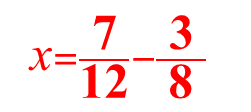 x = 7/12 − 3/8